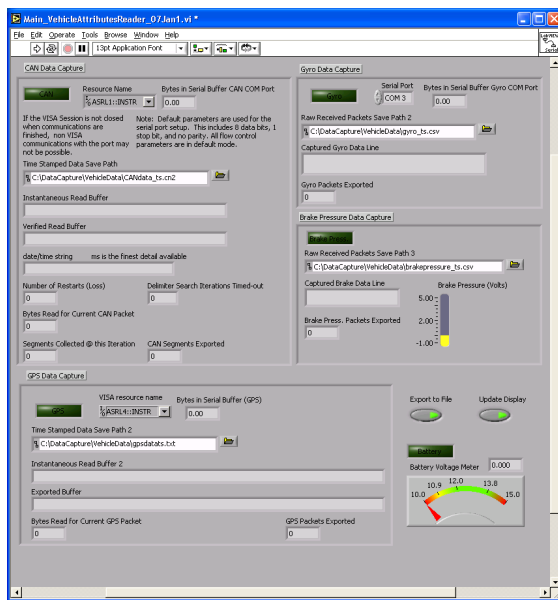 Main_VehicleAttributesReader_07Jan1.vi *
File Edit Operate Tools Browse Window Help
13pt Application Font
CAN Data Capture
CAN
Resource Name
ASRL1::INSTR
Bytes in Serial Buffer CAN COM Port
0.00
If the VISA Session is not closed
when communications are
finished, non VISA
communications with the port may
not be possible.
Note: Default parameters are used for the
serial port setup. This includes 8 data bits, 1
stop bit, and no parity. All flow control
parameters are in default mode.
Time Stamped Data Save Path
C:\DataCapture\VehicleData\CANdata_ts.cn2
Instantaneous Read Buffer
Verified Read Buffer
date/time string ms is the finest detail available
Number of Restarts (Loss)
0
Delimiter Search Iterations Timed-out
0
Bytes Read for Current CAN Packet
0
Segments Collected @ this Iteration
0
CAN Segments Exported
0
Gyro Data Capture
Gyro
Serial Port
COM 3
Bytes in Serial Buffer Gyro COM Port
0.00
Raw Received Packets Save Path 2
C:\DataCapture\VehicleData\gyro_ts.csv
Captured Gyro Data Line
Gyro Packets Exported
0
Brake Pressure Data Capture
Brake Press.
Raw Received Packets Save Path 3
C:\DataCapture\VehicleData\brakepressure_ts.csv
Captured Brake Data Line
Brake Press. Packets Exported
0
Brake Pressure (Volts)
5.00
2.00
-1.00
GPS Data Capture
GPS
VISA resource name
ASRL4::INSTR
Bytes in Serial Buffer (GPS)
0.00
Time Stamped Data Save Path 2
C:\DataCapture\VehicleData\gpsdatats.txt
Instantaneous Read Buffer 2
Exported Buffer
Bytes Read for Current GPS Packet
0
GPS Packets Exported
0
Export to File
Update Display
Battery
Battery Voltage Meter
0.000
10.0
10.9
12.0
13.8
15.0